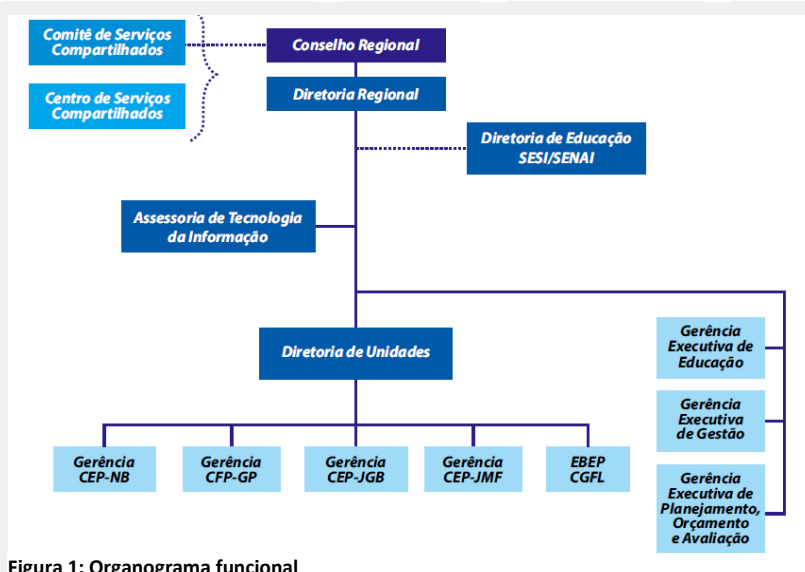 Comitê de Serviços
Compartilhados
Conselho Regional
Centro de Serviços
Compartilhados
Diretoria Regional
Diretoria de Educação
SESI/SENAI
Assessoria de Tecnologia
da Informação
Diretoria de Unidades
Gerência
Executiva de
Educação
Gerência
Executiva
de Gestão
Gerência
Executiva de
Planejamento,
Orçamento
e Avaliação
Gerência
CEP-NB
Gerência
CFP-GP
Gerência
CEP-JGB
Gerência
CEP-JMF
EBEP
CGFL
Figura 1: Organograma funcional